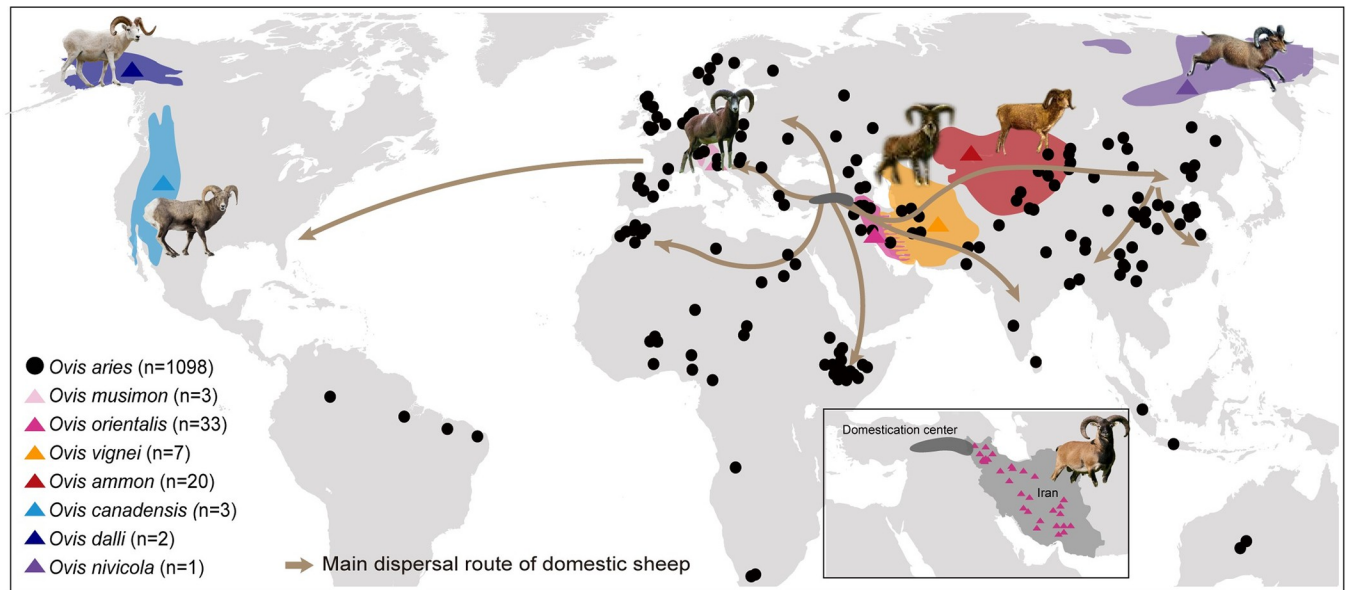 Ovis aries (n=1098)
Ovis musimon (n=3)
Ovis orientalis (n=33)
Ovis vignei (n=7)
Ovis ammon (n=20)
Ovis canadensis (n=3)
Ovis dalli (n=2)
Ovis nivicola (n=1)
Main dispersal route of domestic sheep
Domestication center
Iran